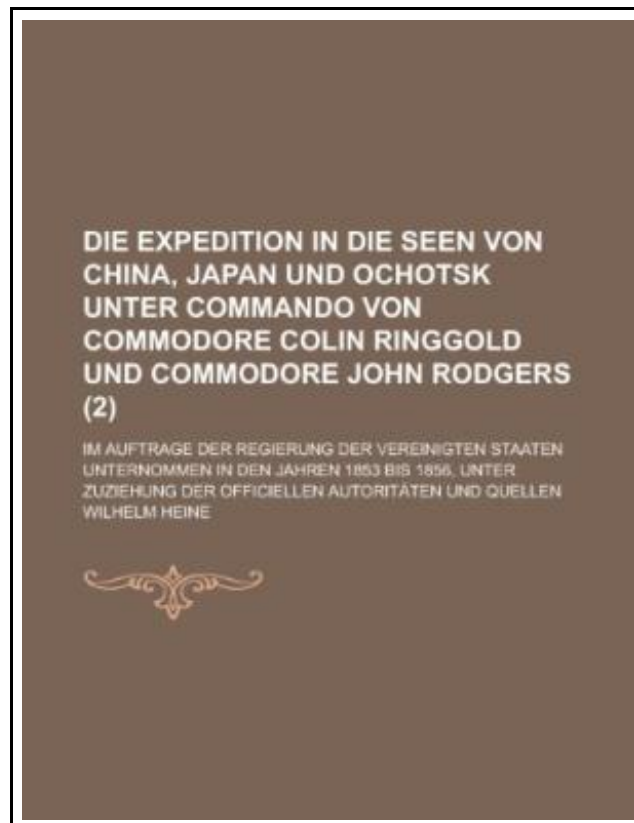 DIE EXPEDITION IN DIE SEEN VON
CHINA, JAPAN UND OCHOTSK
UNTER COMMANDO VON
COMMODORE COLIN RINGGOLD
UND COMMODORE JOHN RODGERS
(2)
IM AUFTRAGE DER REGIERUNG DER VEREINIGTEN STAATEN
UNTERNOMMEN IN DEN JAHREN 1853 BIS 1856, UNTER
ZUZIEHUNG DER OFFICIELLEN AUTORITÄTEN UND QUELLEN
WILHELM HEINE